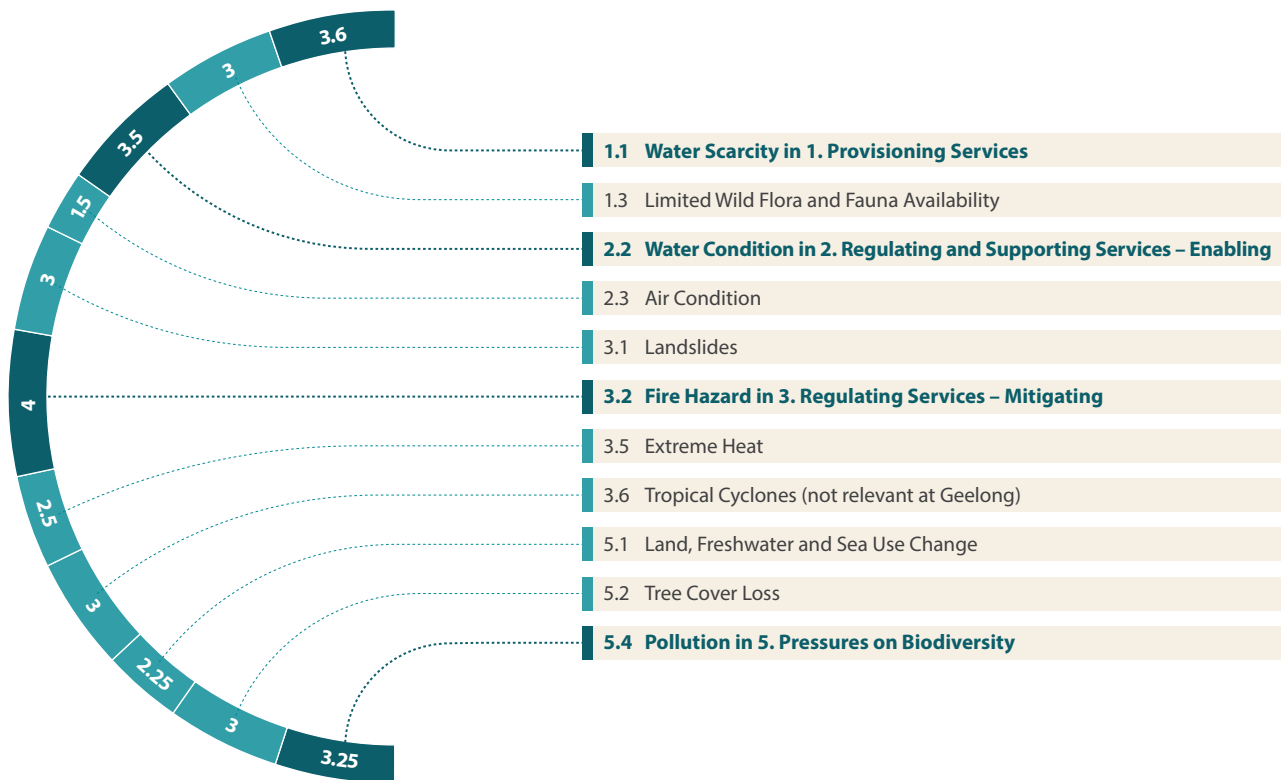 3.6
3
3.5
1.5
3
4
2.5
3
2.25
3
3.25
1.1 Water Scarcity in 1. Provisioning Services
1.3 Limited Wild Flora and Fauna Availability
2.2 Water Condition in 2. Regulating and Supporting Services – Enabling
2.3 Air Condition
3.1 Landslides
3.2 Fire Hazard in 3. Regulating Services – Mitigating
3.5 Extreme Heat
3.6 Tropical Cyclones (not relevant at Geelong)
5.1 Land, Freshwater and Sea Use Change
5.2 Tree Cover Loss
5.4 Pollution in 5. Pressures on Biodiversity